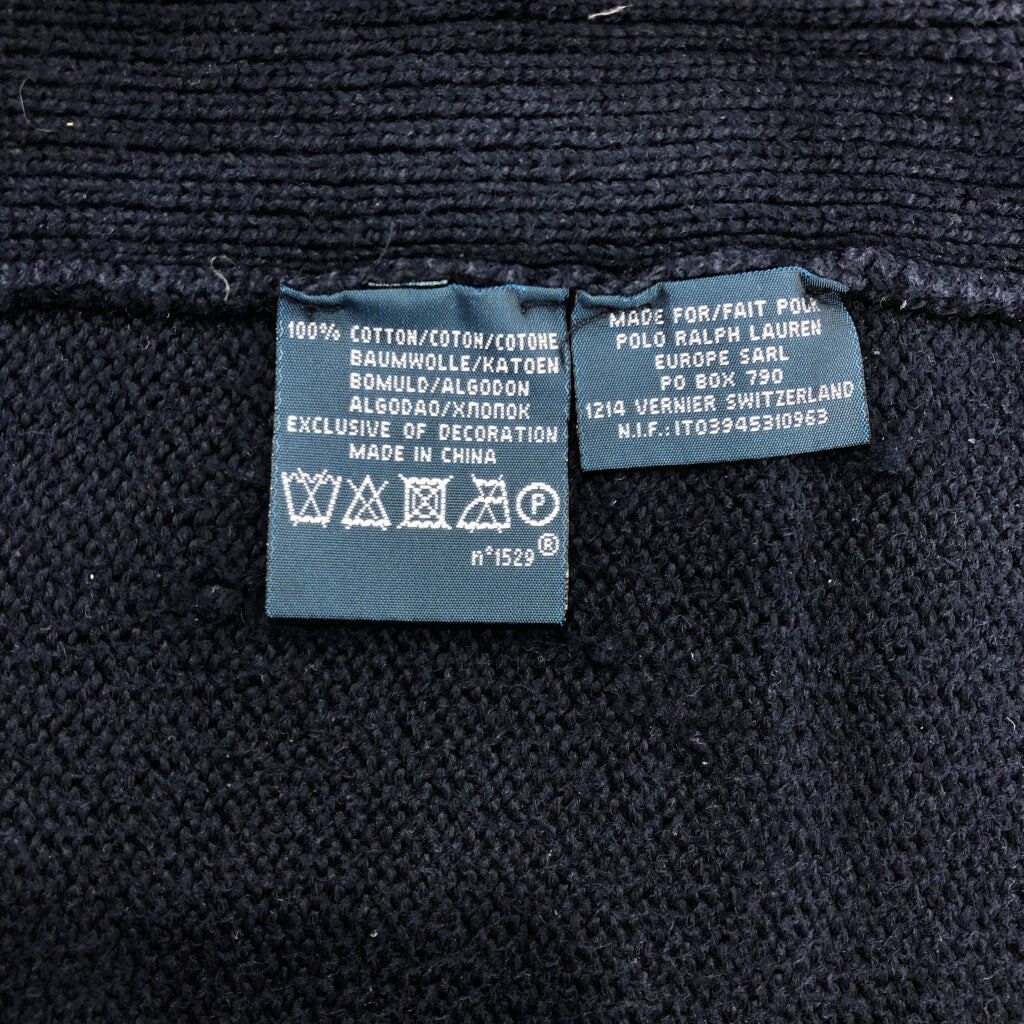 100% COTTON/COTON/COTONE
BAUMWOLLE/KATOEN
BOMULD/ALGODON
ALGODAO/ХЛОПОК
EXCLUSIVE OF DECORATION
MADE IN CHINA
P
n°1529®
MADE FOR/FAIT POUR
POLO RALPH LAUREN
EUROPE SARL
PO BOX 790
1214 VERNIER SWITZERLAND
N.I.F.:IT03945310963